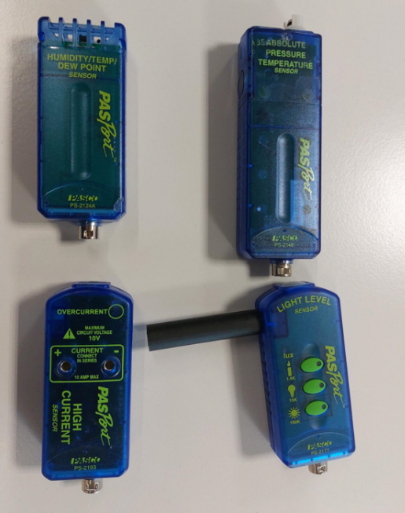 HUMIDITY/TEMP/
DEW POINT
SENSOR
PASPort
PASCO
PS-2124A
ABSOLUTE
PRESSURE
TEMPERATURE
SENSOR
PASPort
PASCO
OVERCURRENT
MAXIMUM
CIRCUIT VOLTAGE
10V
+ CURRENT -
CONNECT
IN SERIES
10 AMP MAX
HIGH
CURRENT
SENSOR
PASPort
PASCO
PS-2193
LIGHT LEVEL
SENSOR
LUX
PASPort
PASCO